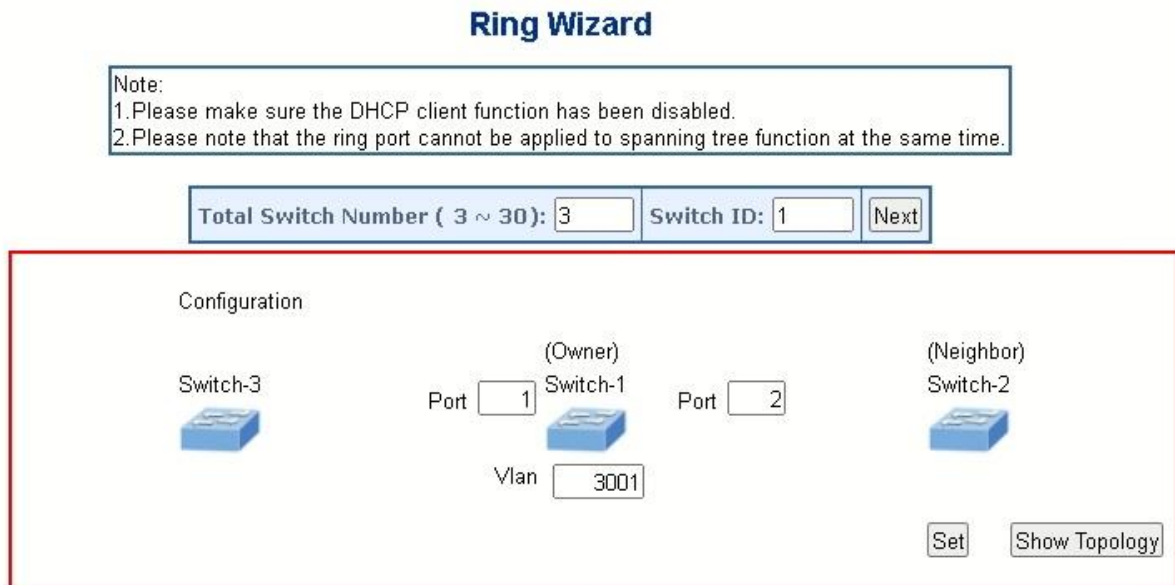 Ring Wizard
Note:
1.Please make sure the DHCP client function has been disabled.
2.Please note that the ring port cannot be applied to spanning tree function at the same time.
Total Switch Number ( 3 ~ 30): 3 Switch ID: 1 Next
Configuration
(Owner) (Neighbor)
Switch-3 Port 1 Switch-1 Port 2 Switch-2
Vlan 3001
Set Show Topology